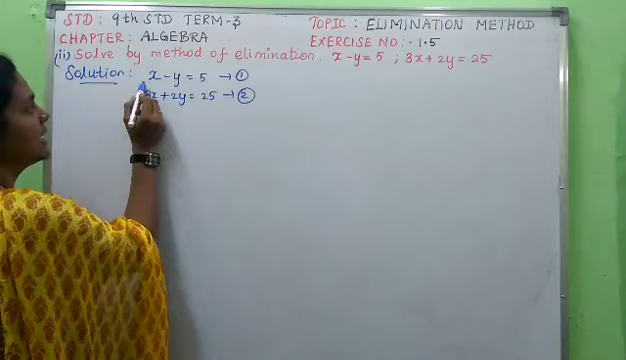 STD : 9th STD TERM-3 TOPIC : ELIMINATION METHOD
CHAPTER : ALGEBRA EXERCISE NO :- 1.5
(ii) Solve by method of elimination. x - y = 5 ; 3x + 2y = 25
Solution : x - y = 5 → ①
3x + 2y = 25 → ②